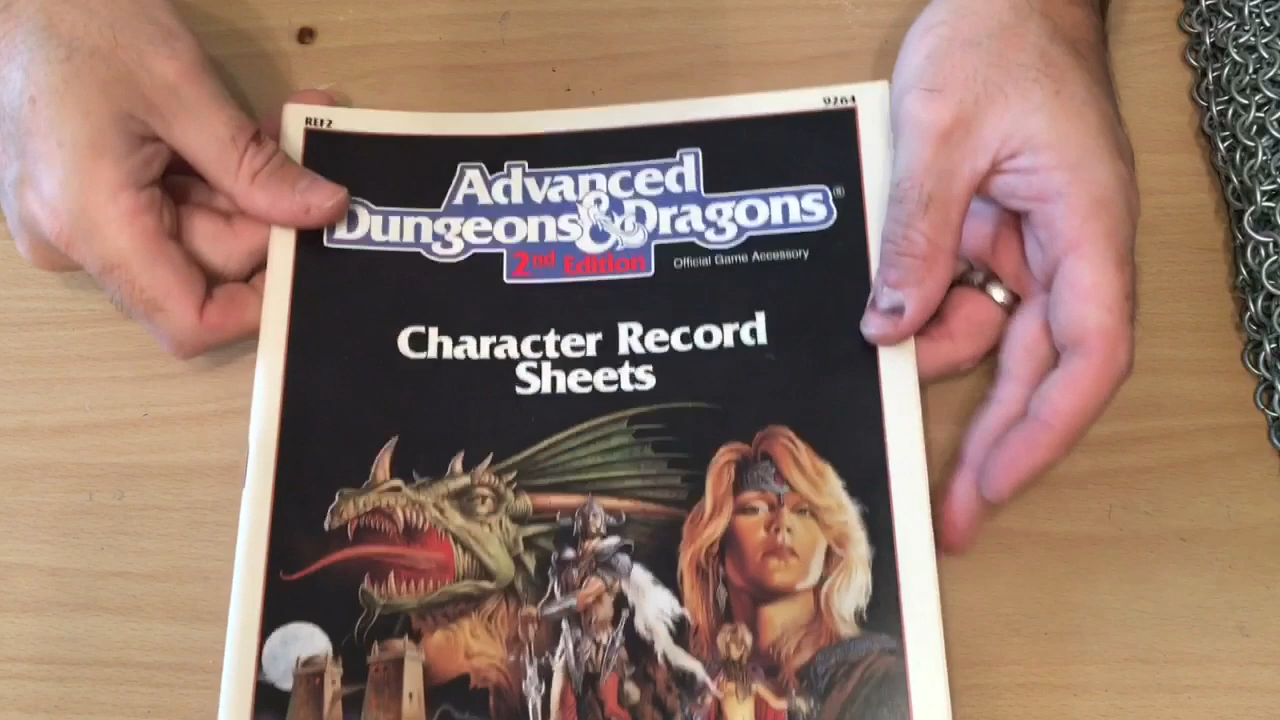 REF2
9264
Advanced
Dungeons & Dragons®
2nd Edition
Official Game Accessory
Character Record
Sheets